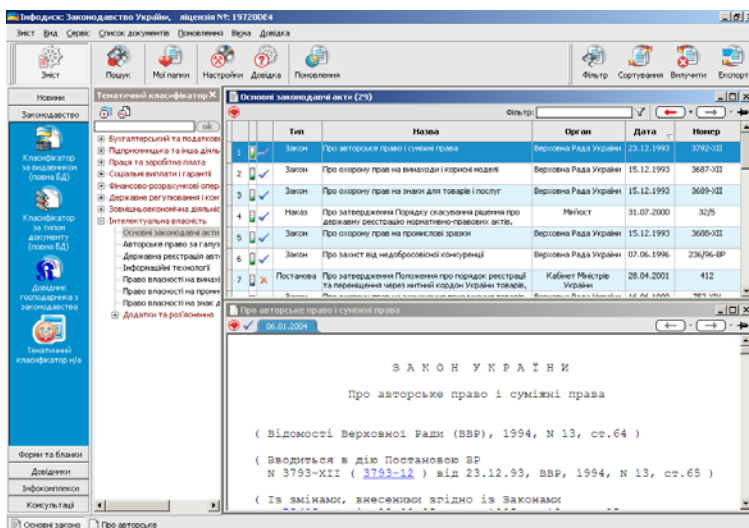 Інфодиск: Законодавство України, ліцензія №: 19720DE4
Зміст Вид Сервіс Список документів Поновлення Вікна Довідка
Зміст Пошук Мої папки Настройки Довідка Поновлення Фільтр Сортування Вилучити Експорт
Новини
Законодавство
Класифікатор
за видавником
(повна БД)
Класифікатор
за типом
документу
(повна БД)
Довідник
господарника з
законодавства
Тематичний
класифікатор н/а
Форми та бланки
Довідники
Інфокомплекси
Консультації
Тематичний класифікатор
ok
Бухгалтерський та податкови
Підприємницька та інша діяль
Праця та заробітна плата
Соціальні виплати і гарантії
Фінансово-розрахункові опер
Державне регулювання і кон
Зовнішньоекономічна діяльніс
Інтелектуальна власність
Основні законодавчі акти
Авторське право за галуз
Державна реєстрація авт
Інформаційні технології
Право власності на винахі
Право власності на проми
Право власності на знак д
Додатки та роз'яснення
Основні законодавчі акти (29)
Фільтр:
Тип Назва Орган Дата Номер
1 Закон Про авторське право і суміжні права Верховна Рада України 23.12.1993 3792-XII
2 Закон Про охорону прав на винаходи і корисні моделі Верховна Рада України 15.12.1993 3687-XII
3 Закон Про охорону прав на знаки для товарів і послуг Верховна Рада України 15.12.1993 3689-XII
4 Наказ Про затвердження Порядку скасування рішення про державну реєстрацію нормативно-правових актів, Мін'юст 31.07.2000 32/5
5 Закон Про охорону прав на промислові зразки Верховна Рада України 15.12.1993 3688-XII
6 Закон Про захист від недобросовісної конкуренції Верховна Рада України 07.06.1996 236/96-ВР
7 Постанова Про затвердження Положення про порядок реєстрації та переміщення через митний кордон України товарів, Кабінет Міністрів України 28.04.2001 412
Про авторське право і суміжні права
06.01.2004
З А К О Н У К Р А Ї Н И
Про авторське право і суміжні права
( Відомості Верховної Ради (ВВР), 1994, N 13, ст.64 )
( Вводиться в дію Постановою ВР
N 3793-XII ( 3793-12 ) від 23.12.93, ВВР, 1994, N 13, ст.65 )
( Із змінами, внесеними згідно із Законами
Основні законо Про авторське